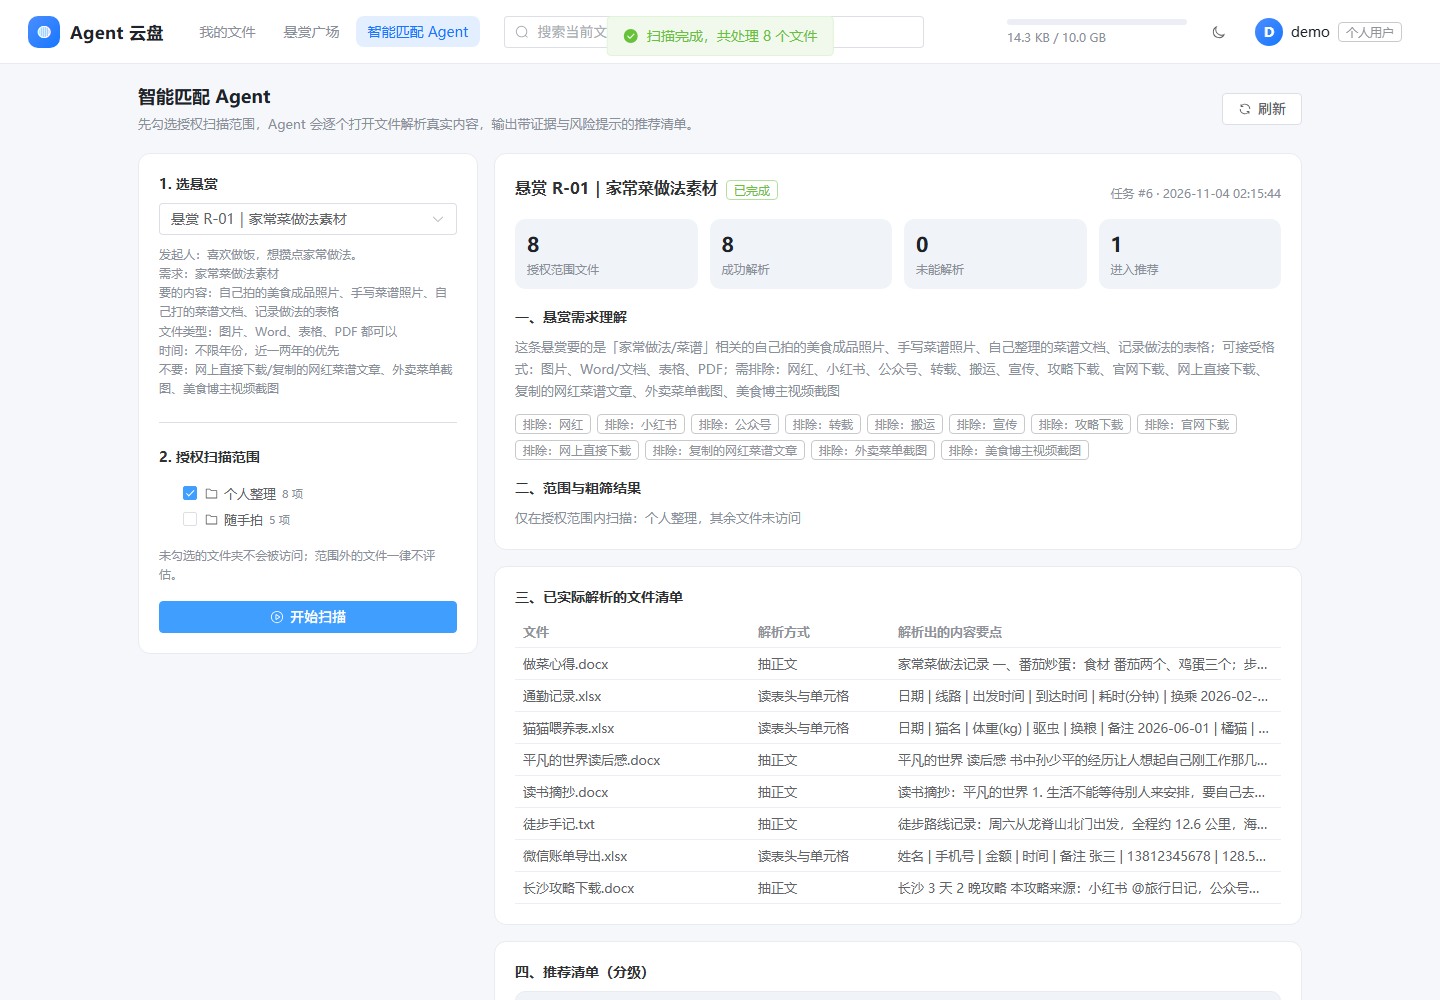 Agent 云盘
我的文件
悬赏广场
智能匹配 Agent
搜索当前文
扫描完成，共处理 8 个文件
14.3 KB / 10.0 GB
D
demo
个人用户
智能匹配 Agent
先勾选授权扫描范围，Agent 会逐个打开文件解析真实内容，输出带证据与风险提示的推荐清单。
刷新
1. 选悬赏
悬赏 R-01｜家常菜做法素材
发起人：喜欢做饭，想攒点家常做法。
需求：家常菜做法素材
要的内容：自己拍的美食成品照片、手写菜谱照片、自
己打的菜谱文档、记录做法的表格
文件类型：图片、Word、表格、PDF 都可以
时间：不限年份，近一两年的优先
不要：网上直接下载/复制的网红菜谱文章、外卖菜单截
图、美食博主视频截图
2. 授权扫描范围
个人整理 8 项
随手拍 5 项
未勾选的文件夹不会被访问；范围外的文件一律不评
估。
开始扫描
悬赏 R-01｜家常菜做法素材
已完成
任务 #6 · 2026-11-04 02:15:44
8
授权范围文件
8
成功解析
0
未能解析
1
进入推荐
一、悬赏需求理解
这条悬赏要的是「家常做法/菜谱」相关的自己拍的美食成品照片、手写菜谱照片、自己整理的菜谱文档、记录做法的表格；可接受格
式：图片、Word/文档、表格、PDF；需排除：网红、小红书、公众号、转载、搬运、宣传、攻略下载、官网下载、网上直接下载、
复制的网红菜谱文章、外卖菜单截图、美食博主视频截图
排除：网红
排除：小红书
排除：公众号
排除：转载
排除：搬运
排除：宣传
排除：攻略下载
排除：官网下载
排除：网上直接下载
排除：复制的网红菜谱文章
排除：外卖菜单截图
排除：美食博主视频截图
二、范围与粗筛结果
仅在授权范围内扫描：个人整理，其余文件未访问
三、已实际解析的文件清单
文件 解析方式 解析出的内容要点
做菜心得.docx 抽正文 家常菜做法记录 一、番茄炒蛋：食材 番茄两个、鸡蛋三个；步...
通勤记录.xlsx 读表头与单元格 日期 | 线路 | 出发时间 | 到达时间 | 耗时(分钟) | 换乘 2026-02-...
猫猫喂养表.xlsx 读表头与单元格 日期 | 猫名 | 体重(kg) | 驱虫 | 换粮 | 备注 2026-06-01 | 橘猫 | ...
平凡的世界读后感.docx 抽正文 平凡的世界 读后感 书中孙少平的经历让人想起自己刚工作那几...
读书摘抄.docx 抽正文 读书摘抄：平凡的世界 1. 生活不能等待别人来安排，要自己去...
徒步手记.txt 抽正文 徒步路线记录：周六从龙脊山北门出发，全程约 12.6 公里，海...
微信账单导出.xlsx 读表头与单元格 姓名 | 手机号 | 金额 | 时间 | 备注 张三 | 13812345678 | 128.5...
长沙攻略下载.docx 抽正文 长沙 3 天 2 晚攻略 本攻略来源：小红书 @旅行日记，公众号...
四、推荐清单（分级）